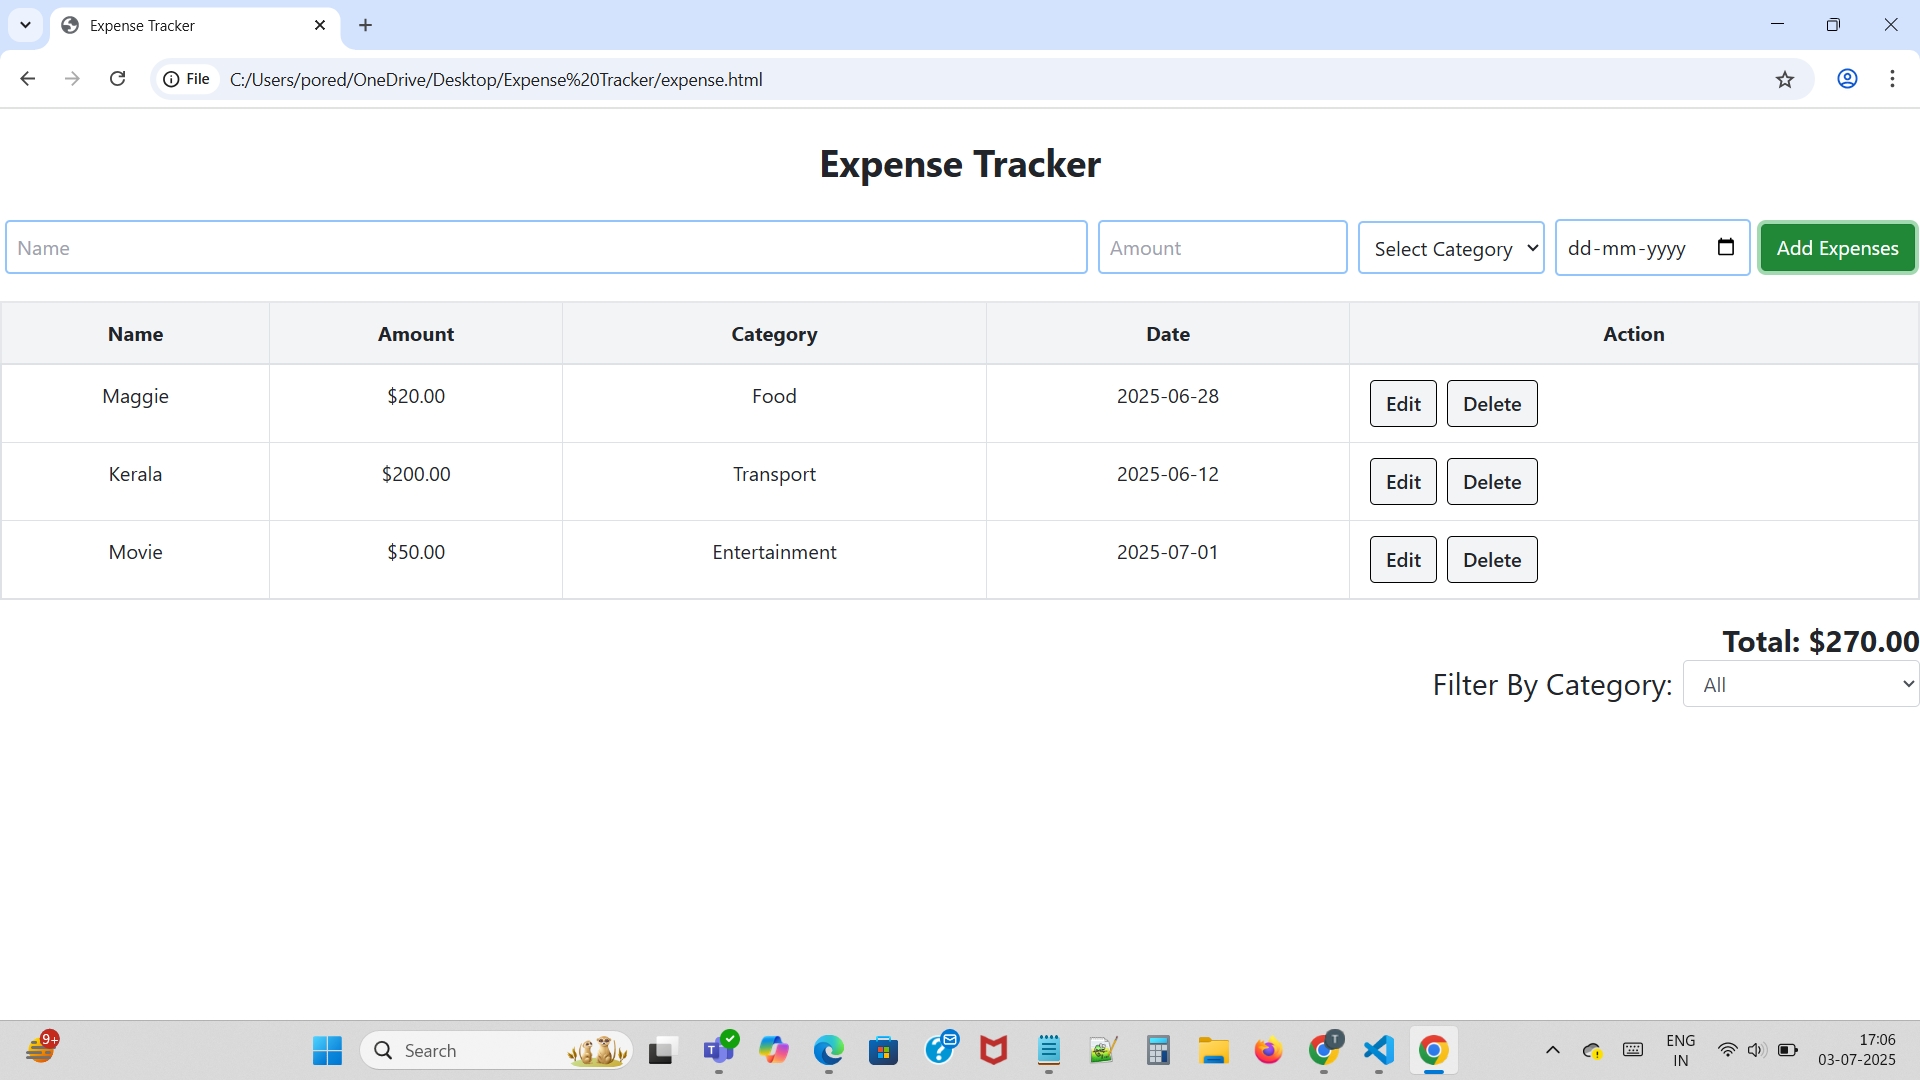 Expense Tracker
File C:/Users/pored/OneDrive/Desktop/Expense%20Tracker/expense.html
Expense Tracker
Name Amount Select Category dd-mm-yyyy Add Expenses
Name Amount Category Date Action
Maggie $20.00 Food 2025-06-28 Edit Delete
Kerala $200.00 Transport 2025-06-12 Edit Delete
Movie $50.00 Entertainment 2025-07-01 Edit Delete
Total: $270.00
Filter By Category: All
9+ Search T ENG 17:06
IN 03-07-2025